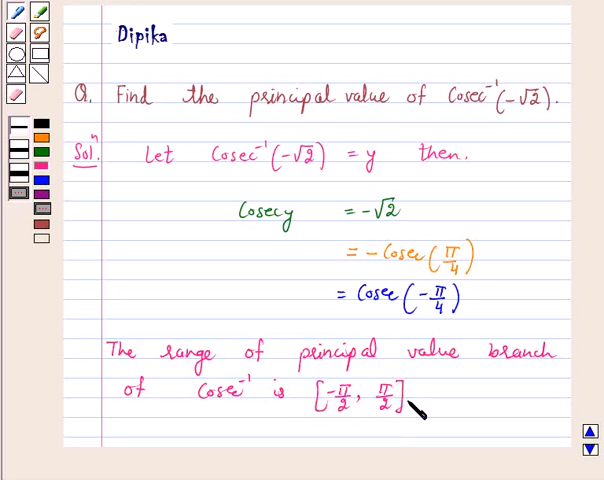 Dipika
Q. Find the principal value of Cosec⁻¹(-√2).
Solⁿ. Let Cosec⁻¹(-√2) = y then.
Cosecy = -√2
= -Cosec(π/4)
= Cosec(-π/4)
The range of principal value branch
of Cosec⁻¹ is [-π/2, π/2]